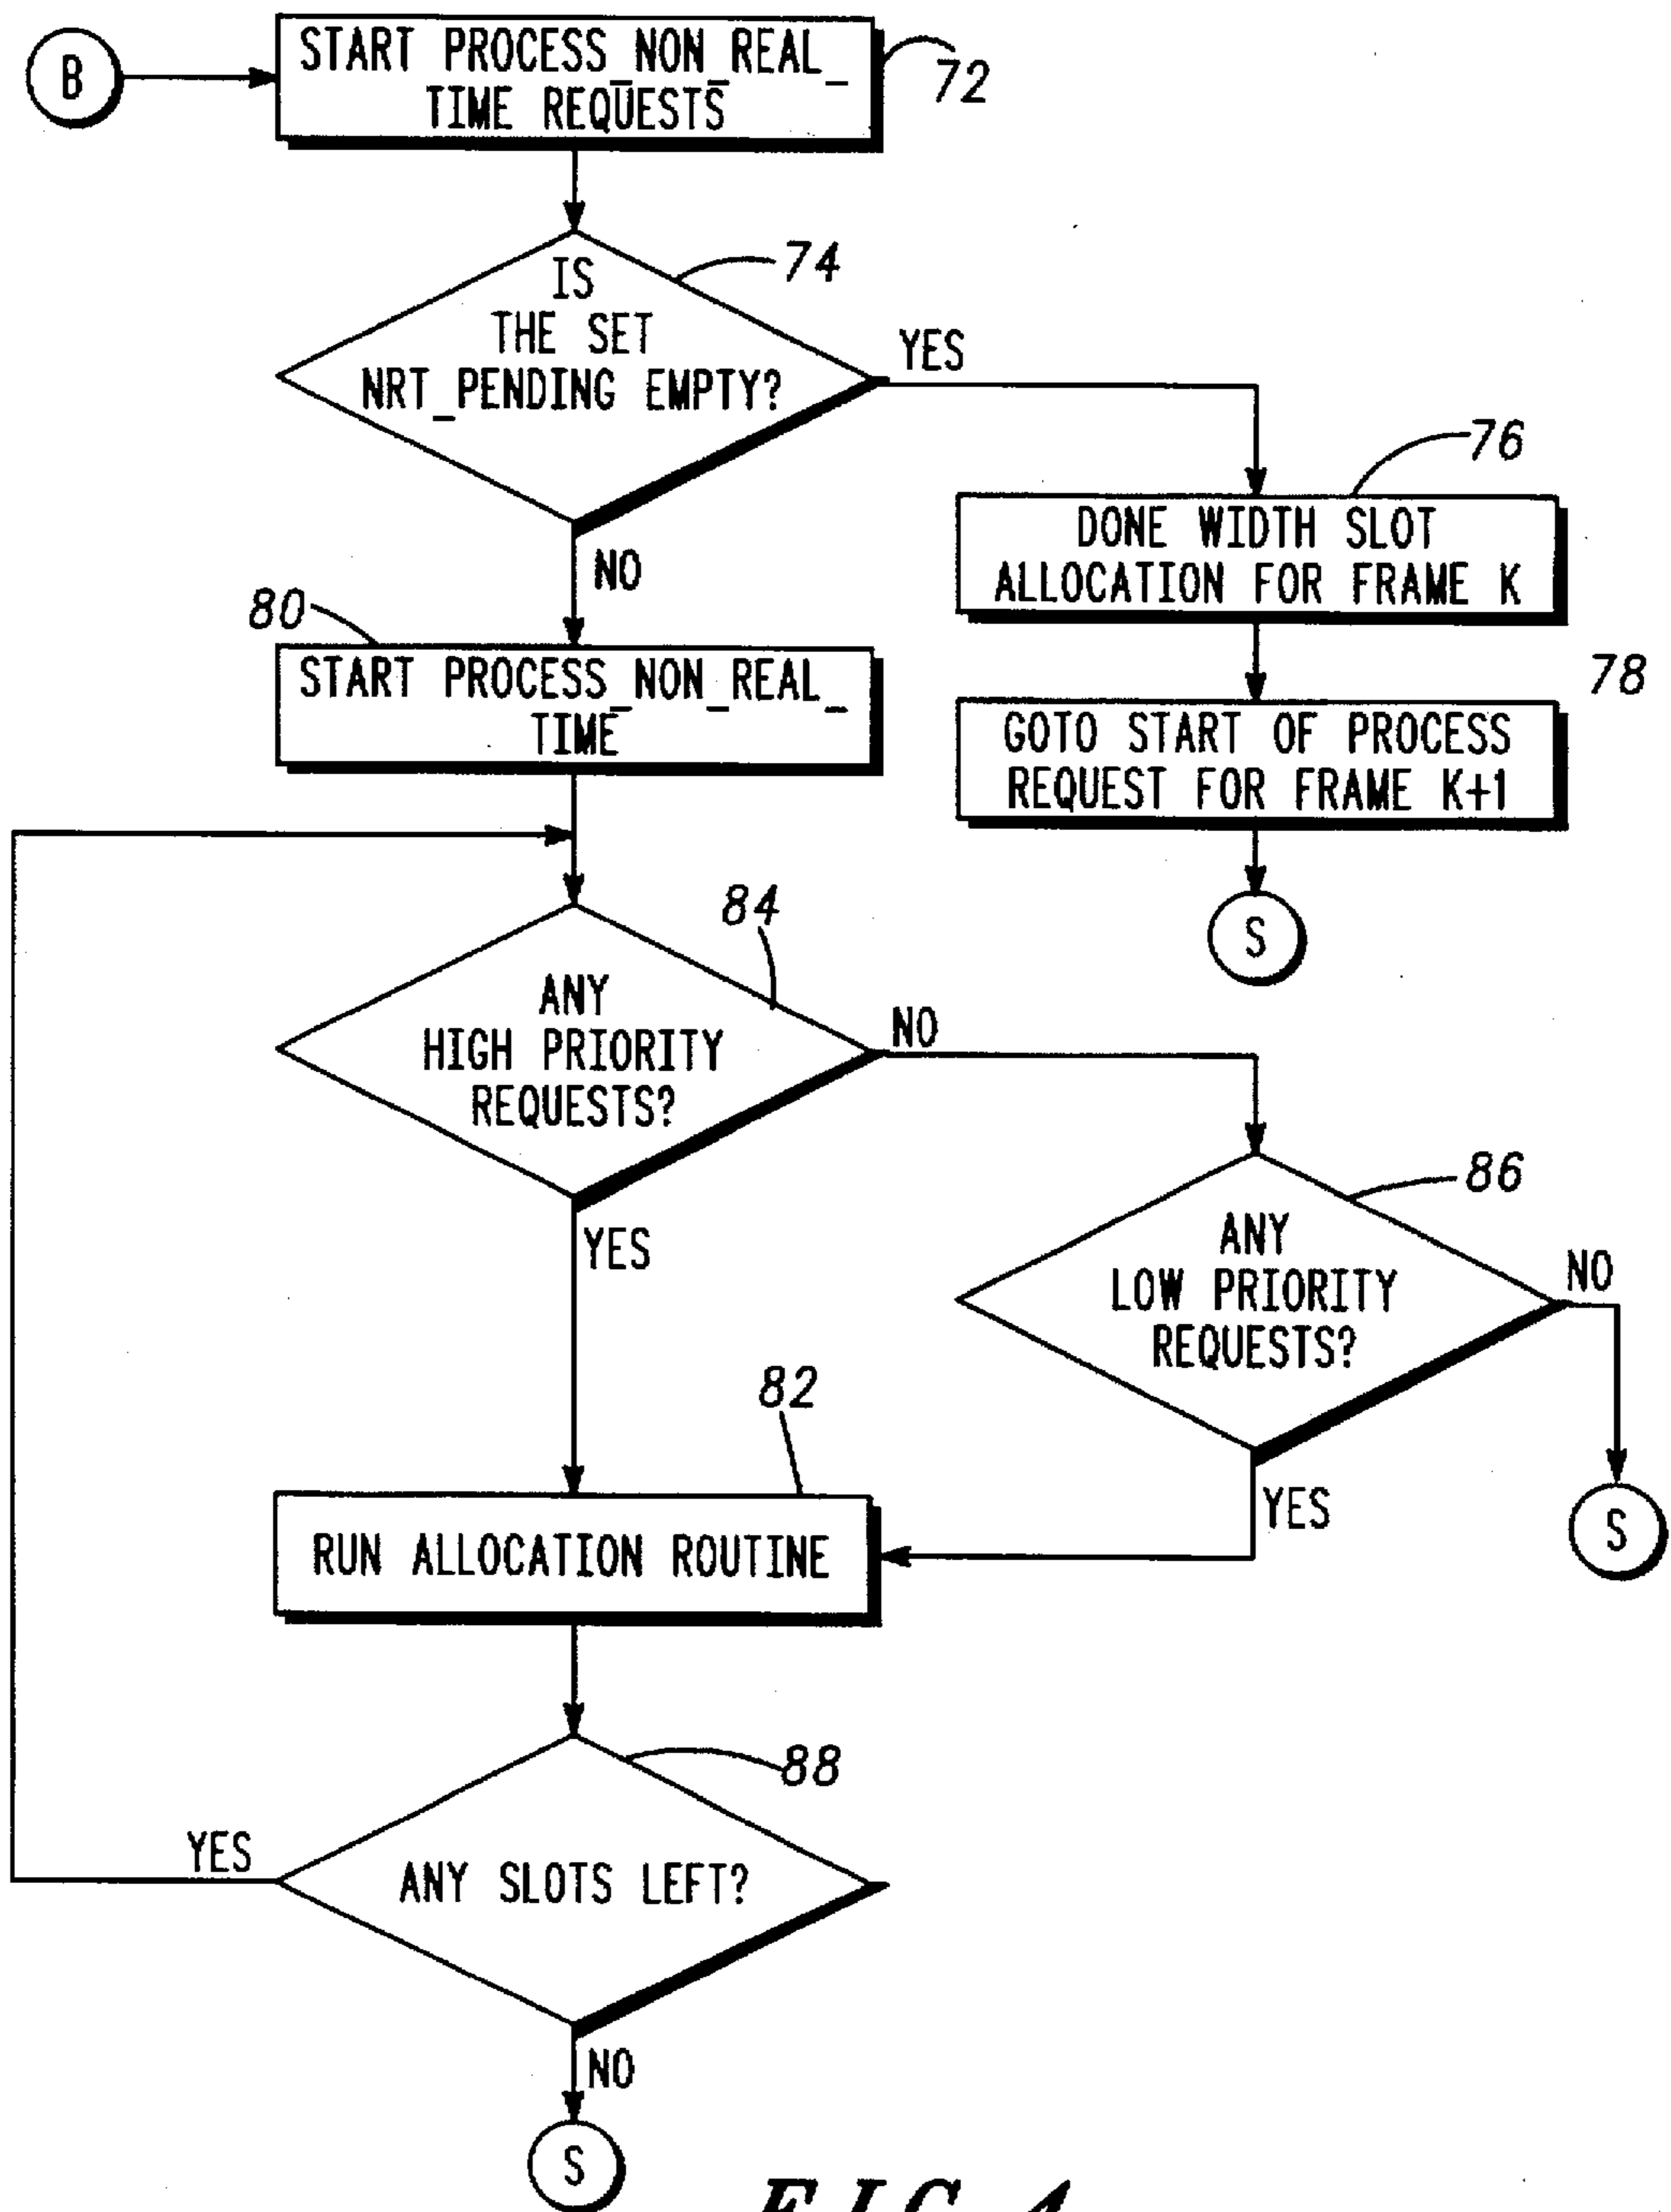 B
START PROCESS_NON_REAL_
TIME REQUESTS
72
IS
THE SET
NRT_PENDING EMPTY?
74
YES
NO
76
DONE WIDTH SLOT
ALLOCATION FOR FRAME K
78
GOTO START OF PROCESS
REQUEST FOR FRAME K+1
S
80
START PROCESS_NON_REAL_
TIME
84
ANY
HIGH PRIORITY
REQUESTS?
NO
YES
86
ANY
LOW PRIORITY
REQUESTS?
NO
S
YES
82
RUN ALLOCATION ROUTINE
88
ANY SLOTS LEFT?
YES
NO
S